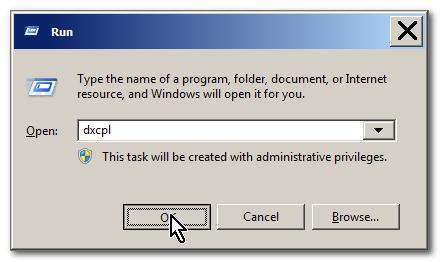 Run
Type the name of a program, folder, document, or Internet
resource, and Windows will open it for you.
Open:
dxcpl
This task will be created with administrative privileges.
OK
Cancel
Browse...